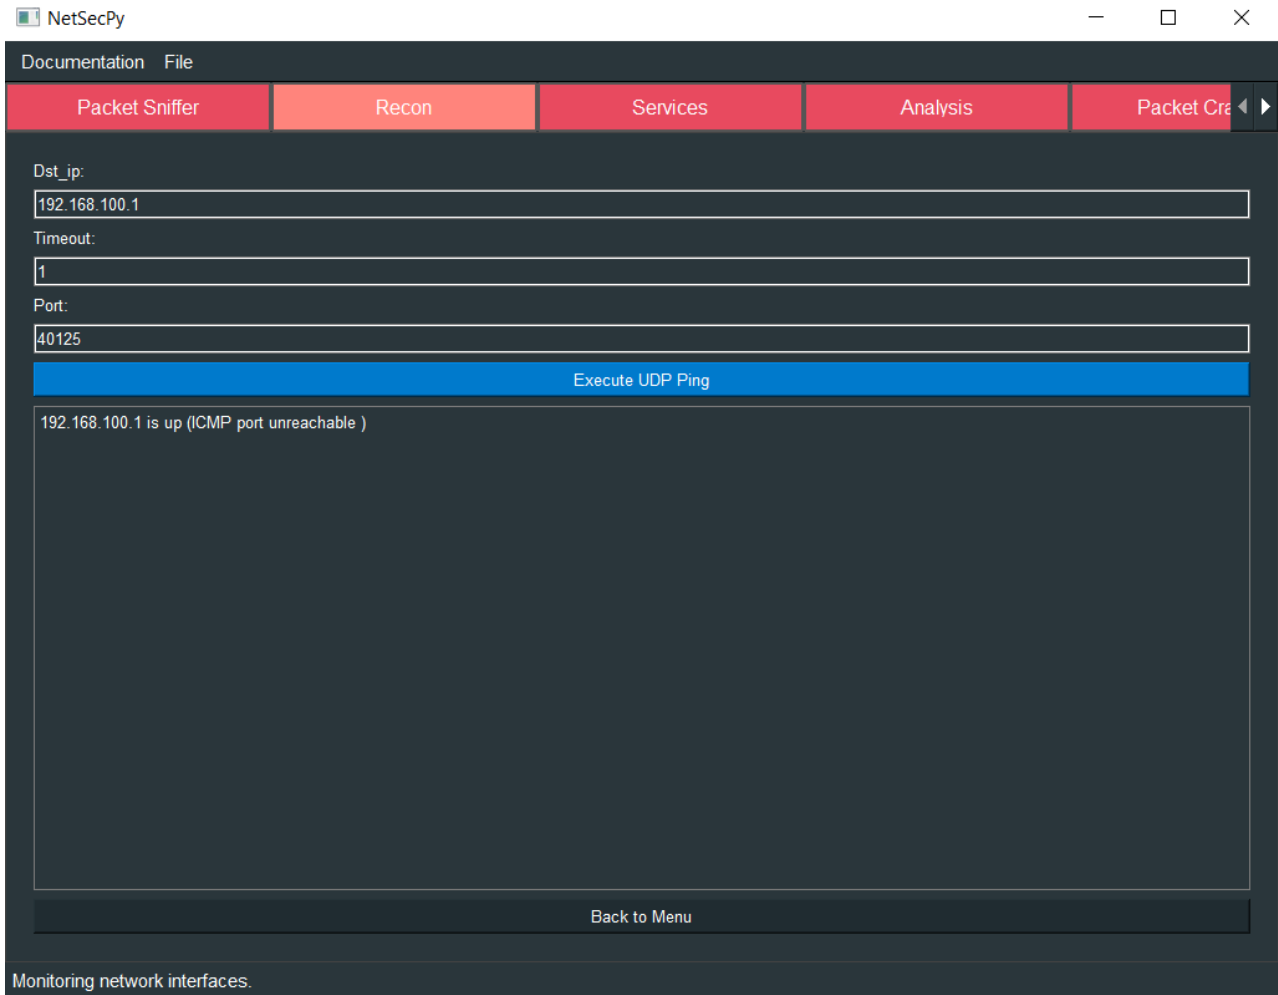 NetSecPy
Documentation File
Packet Sniffer Recon Services Analysis Packet Cra
Dst_ip:
192.168.100.1
Timeout:
1
Port:
40125
Execute UDP Ping
192.168.100.1 is up (ICMP port unreachable )
Back to Menu
Monitoring network interfaces.